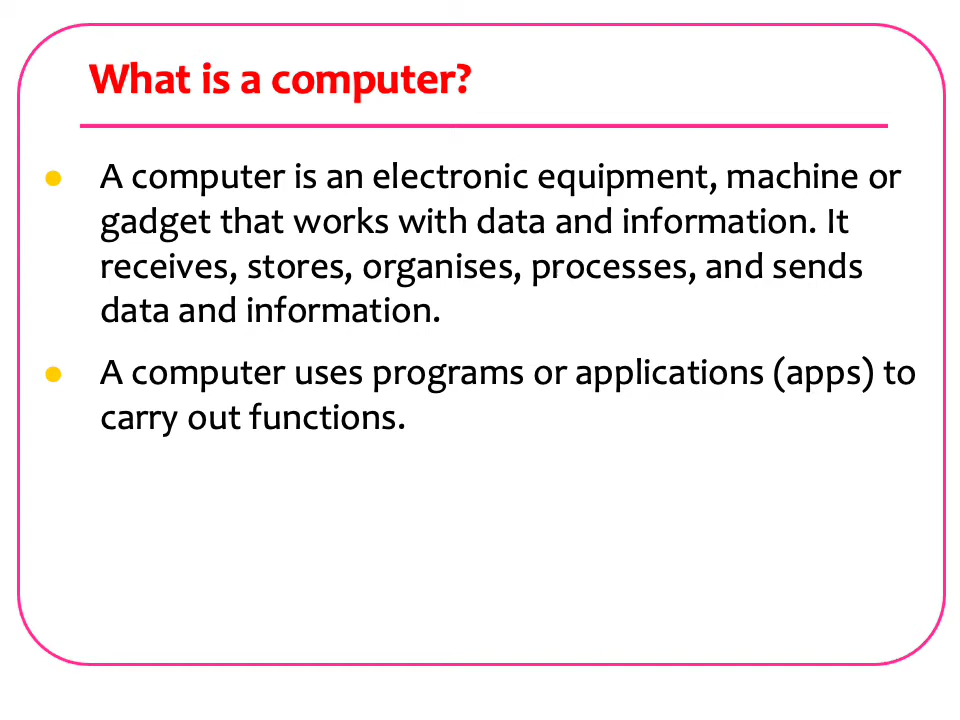 What is a computer?
A computer is an electronic equipment, machine or
gadget that works with data and information. It
receives, stores, organises, processes, and sends
data and information.
A computer uses programs or applications (apps) to
carry out functions.